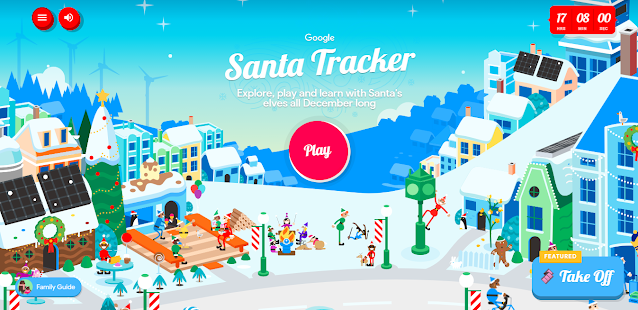 17 08 00
HRS MIN SEC
Google
Santa Tracker
Explore, play and learn with Santa's
elves all December long
Play
FEATURED
Take Off
Family Guide